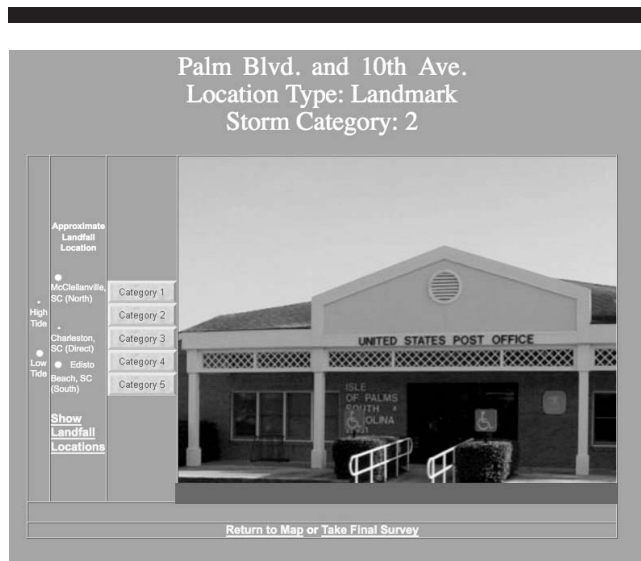 Palm Blvd. and 10th Ave.
Location Type: Landmark
Storm Category: 2
Approximate
Landfall
Location
McClellanville,
SC (North)
High
Tide
Charleston,
SC (Direct)
Low
Tide
Edisto
Beach, SC
(South)
Show
Landfall
Locations
Category 1
Category 2
Category 3
Category 4
Category 5
UNITED STATES POST OFFICE
ISLE
OF PALMS
SOUTH
Return to Map or Take Final Survey